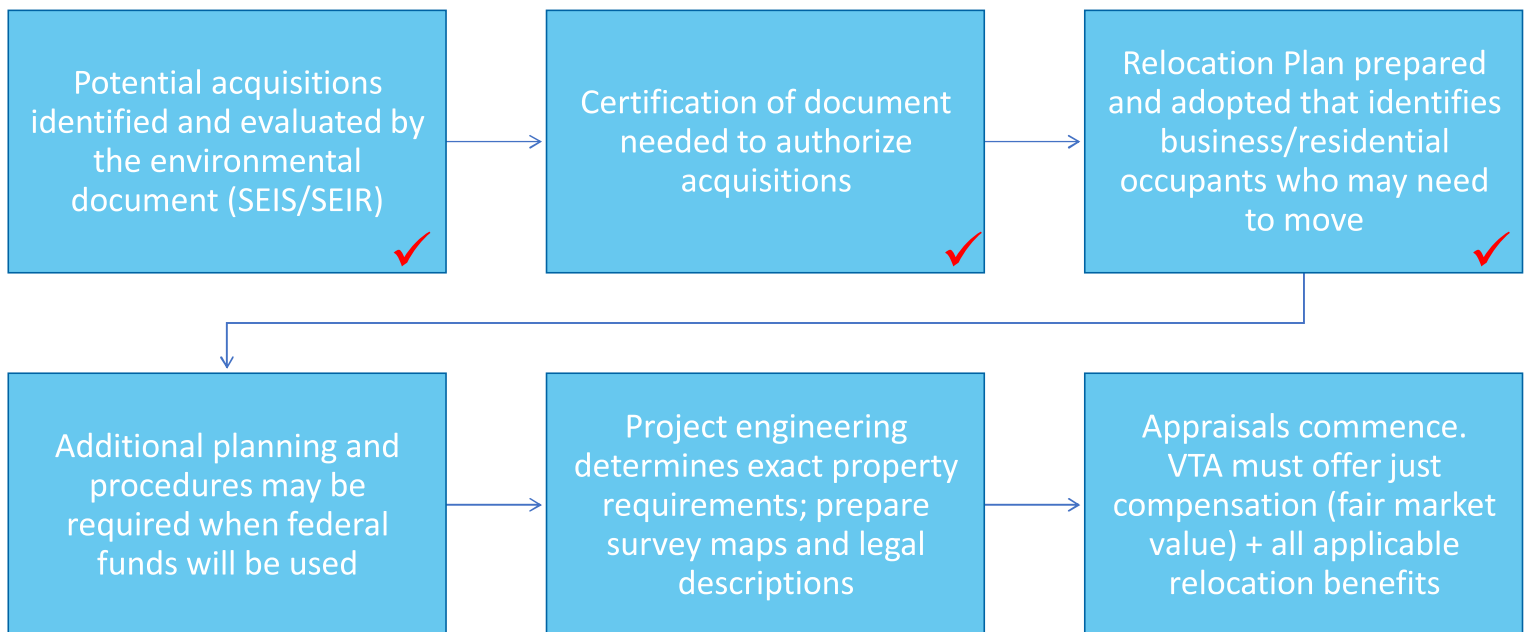 Potential acquisitions
identified and evaluated by
the environmental
document (SEIS/SEIR)
Certification of document
needed to authorize
acquisitions
Relocation Plan prepared
and adopted that identifies
business/residential
occupants who may need
to move
Additional planning and
procedures may be
required when federal
funds will be used
Project engineering
determines exact property
requirements; prepare
survey maps and legal
descriptions
Appraisals commence.
VTA must offer just
compensation (fair market
value) + all applicable
relocation benefits